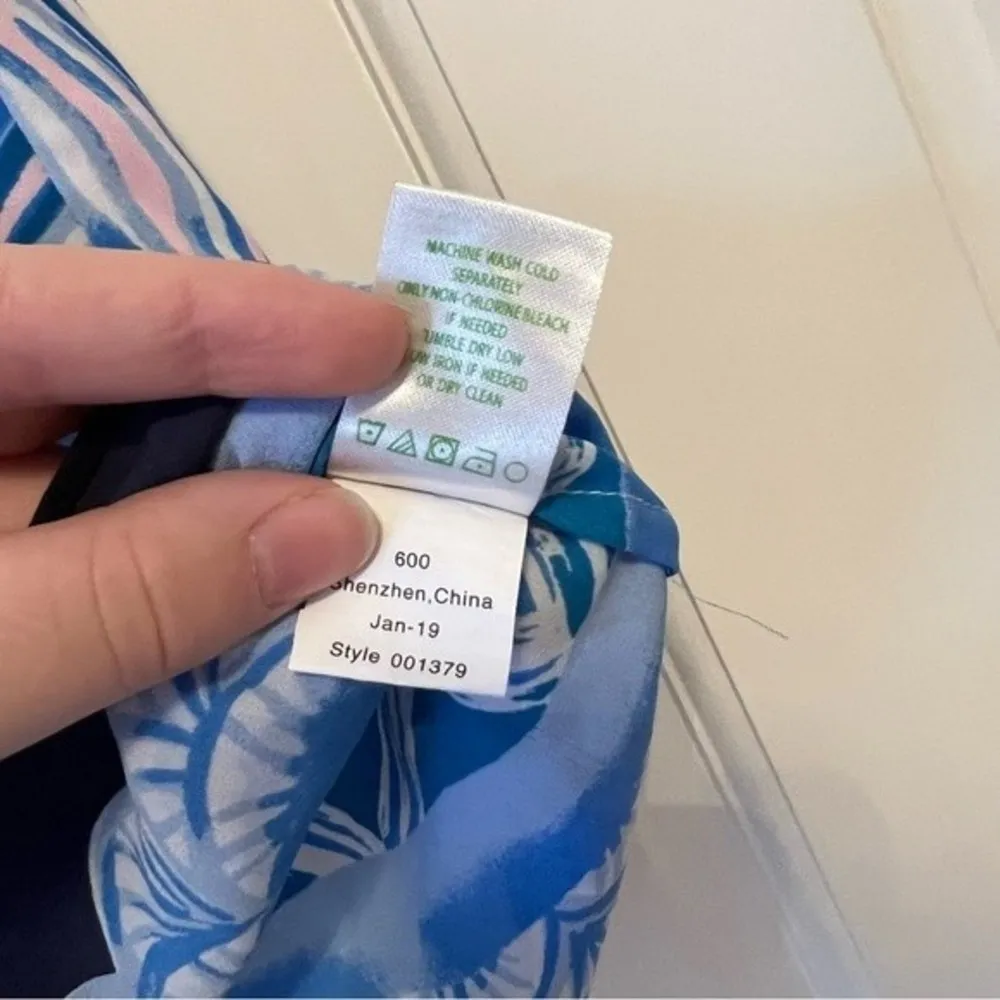 MACHINE WASH COLD
SEPARATELY
ONLY NON-CHLORINE BLEACH
IF NEEDED
TUMBLE DRY LOW
LOW IRON IF NEEDED
OR DRY CLEAN
600
Shenzhen,China
Jan-19
Style 001379